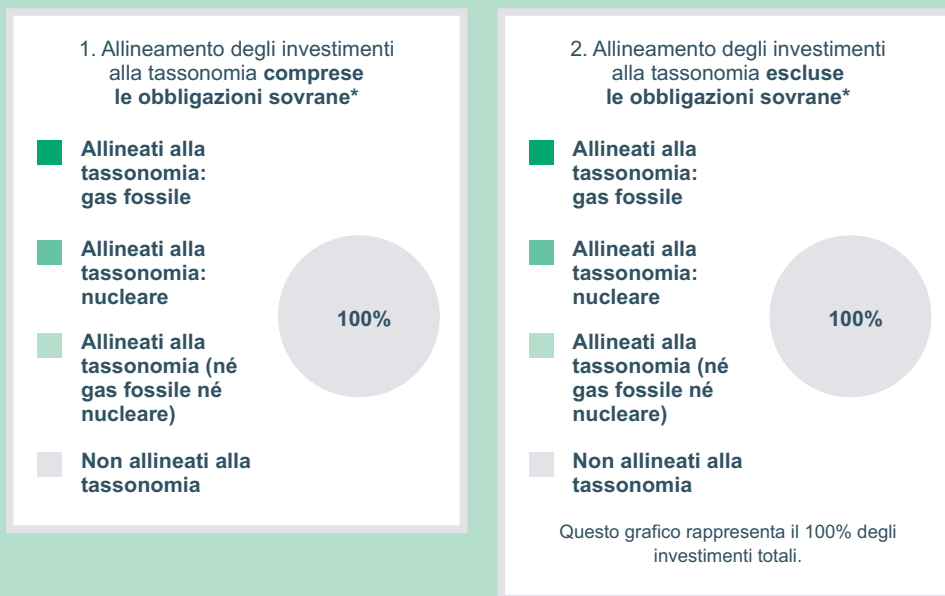 1. Allineamento degli investimenti
alla tassonomia comprese
le obbligazioni sovrane*
Allineati alla
tassonomia:
gas fossile
Allineati alla
tassonomia:
nucleare
Allineati alla
tassonomia (né
gas fossile né
nucleare)
Non allineati alla
tassonomia
100%
2. Allineamento degli investimenti
alla tassonomia escluse
le obbligazioni sovrane*
Allineati alla
tassonomia:
gas fossile
Allineati alla
tassonomia:
nucleare
Allineati alla
tassonomia (né
gas fossile né
nucleare)
Non allineati alla
tassonomia
100%
Questo grafico rappresenta il 100% degli
investimenti totali.